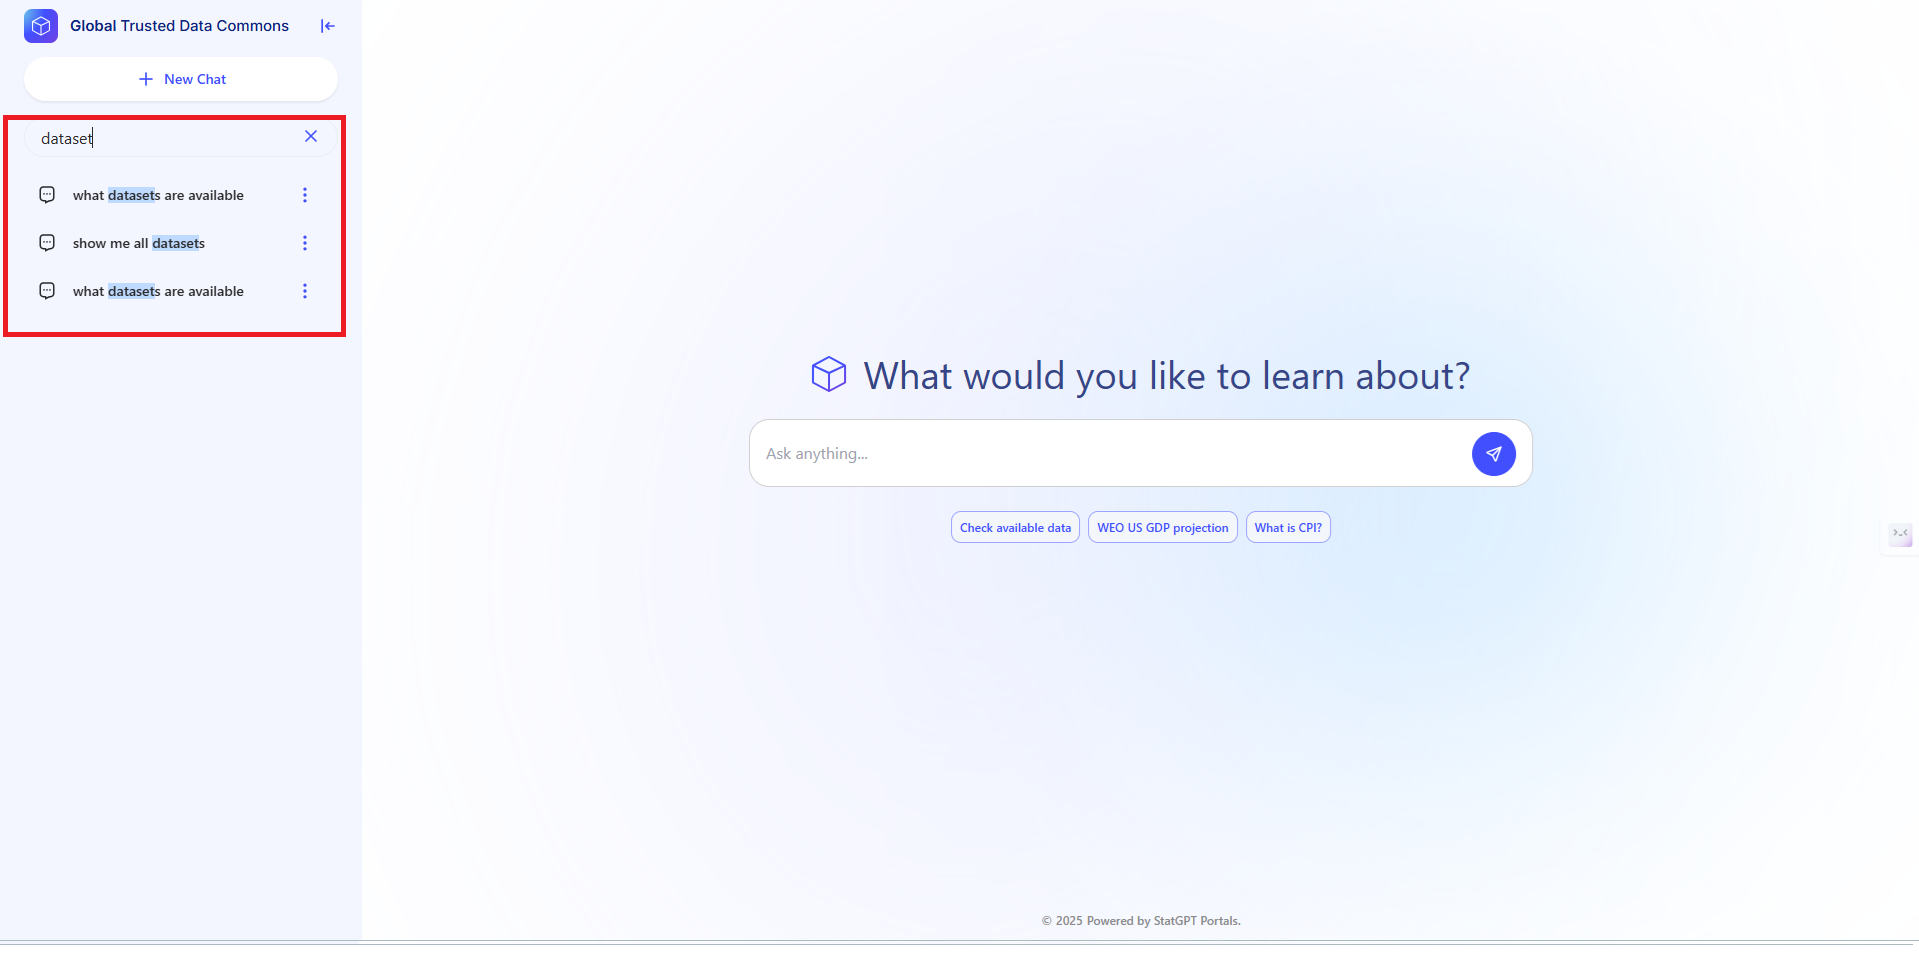 Global Trusted Data Commons
New Chat
dataset
what datasets are available
show me all datasets
what datasets are available
What would you like to learn about?
Ask anything...
Check available data
WEO US GDP projection
What is CPI?
© 2025 Powered by StatGPT Portals.